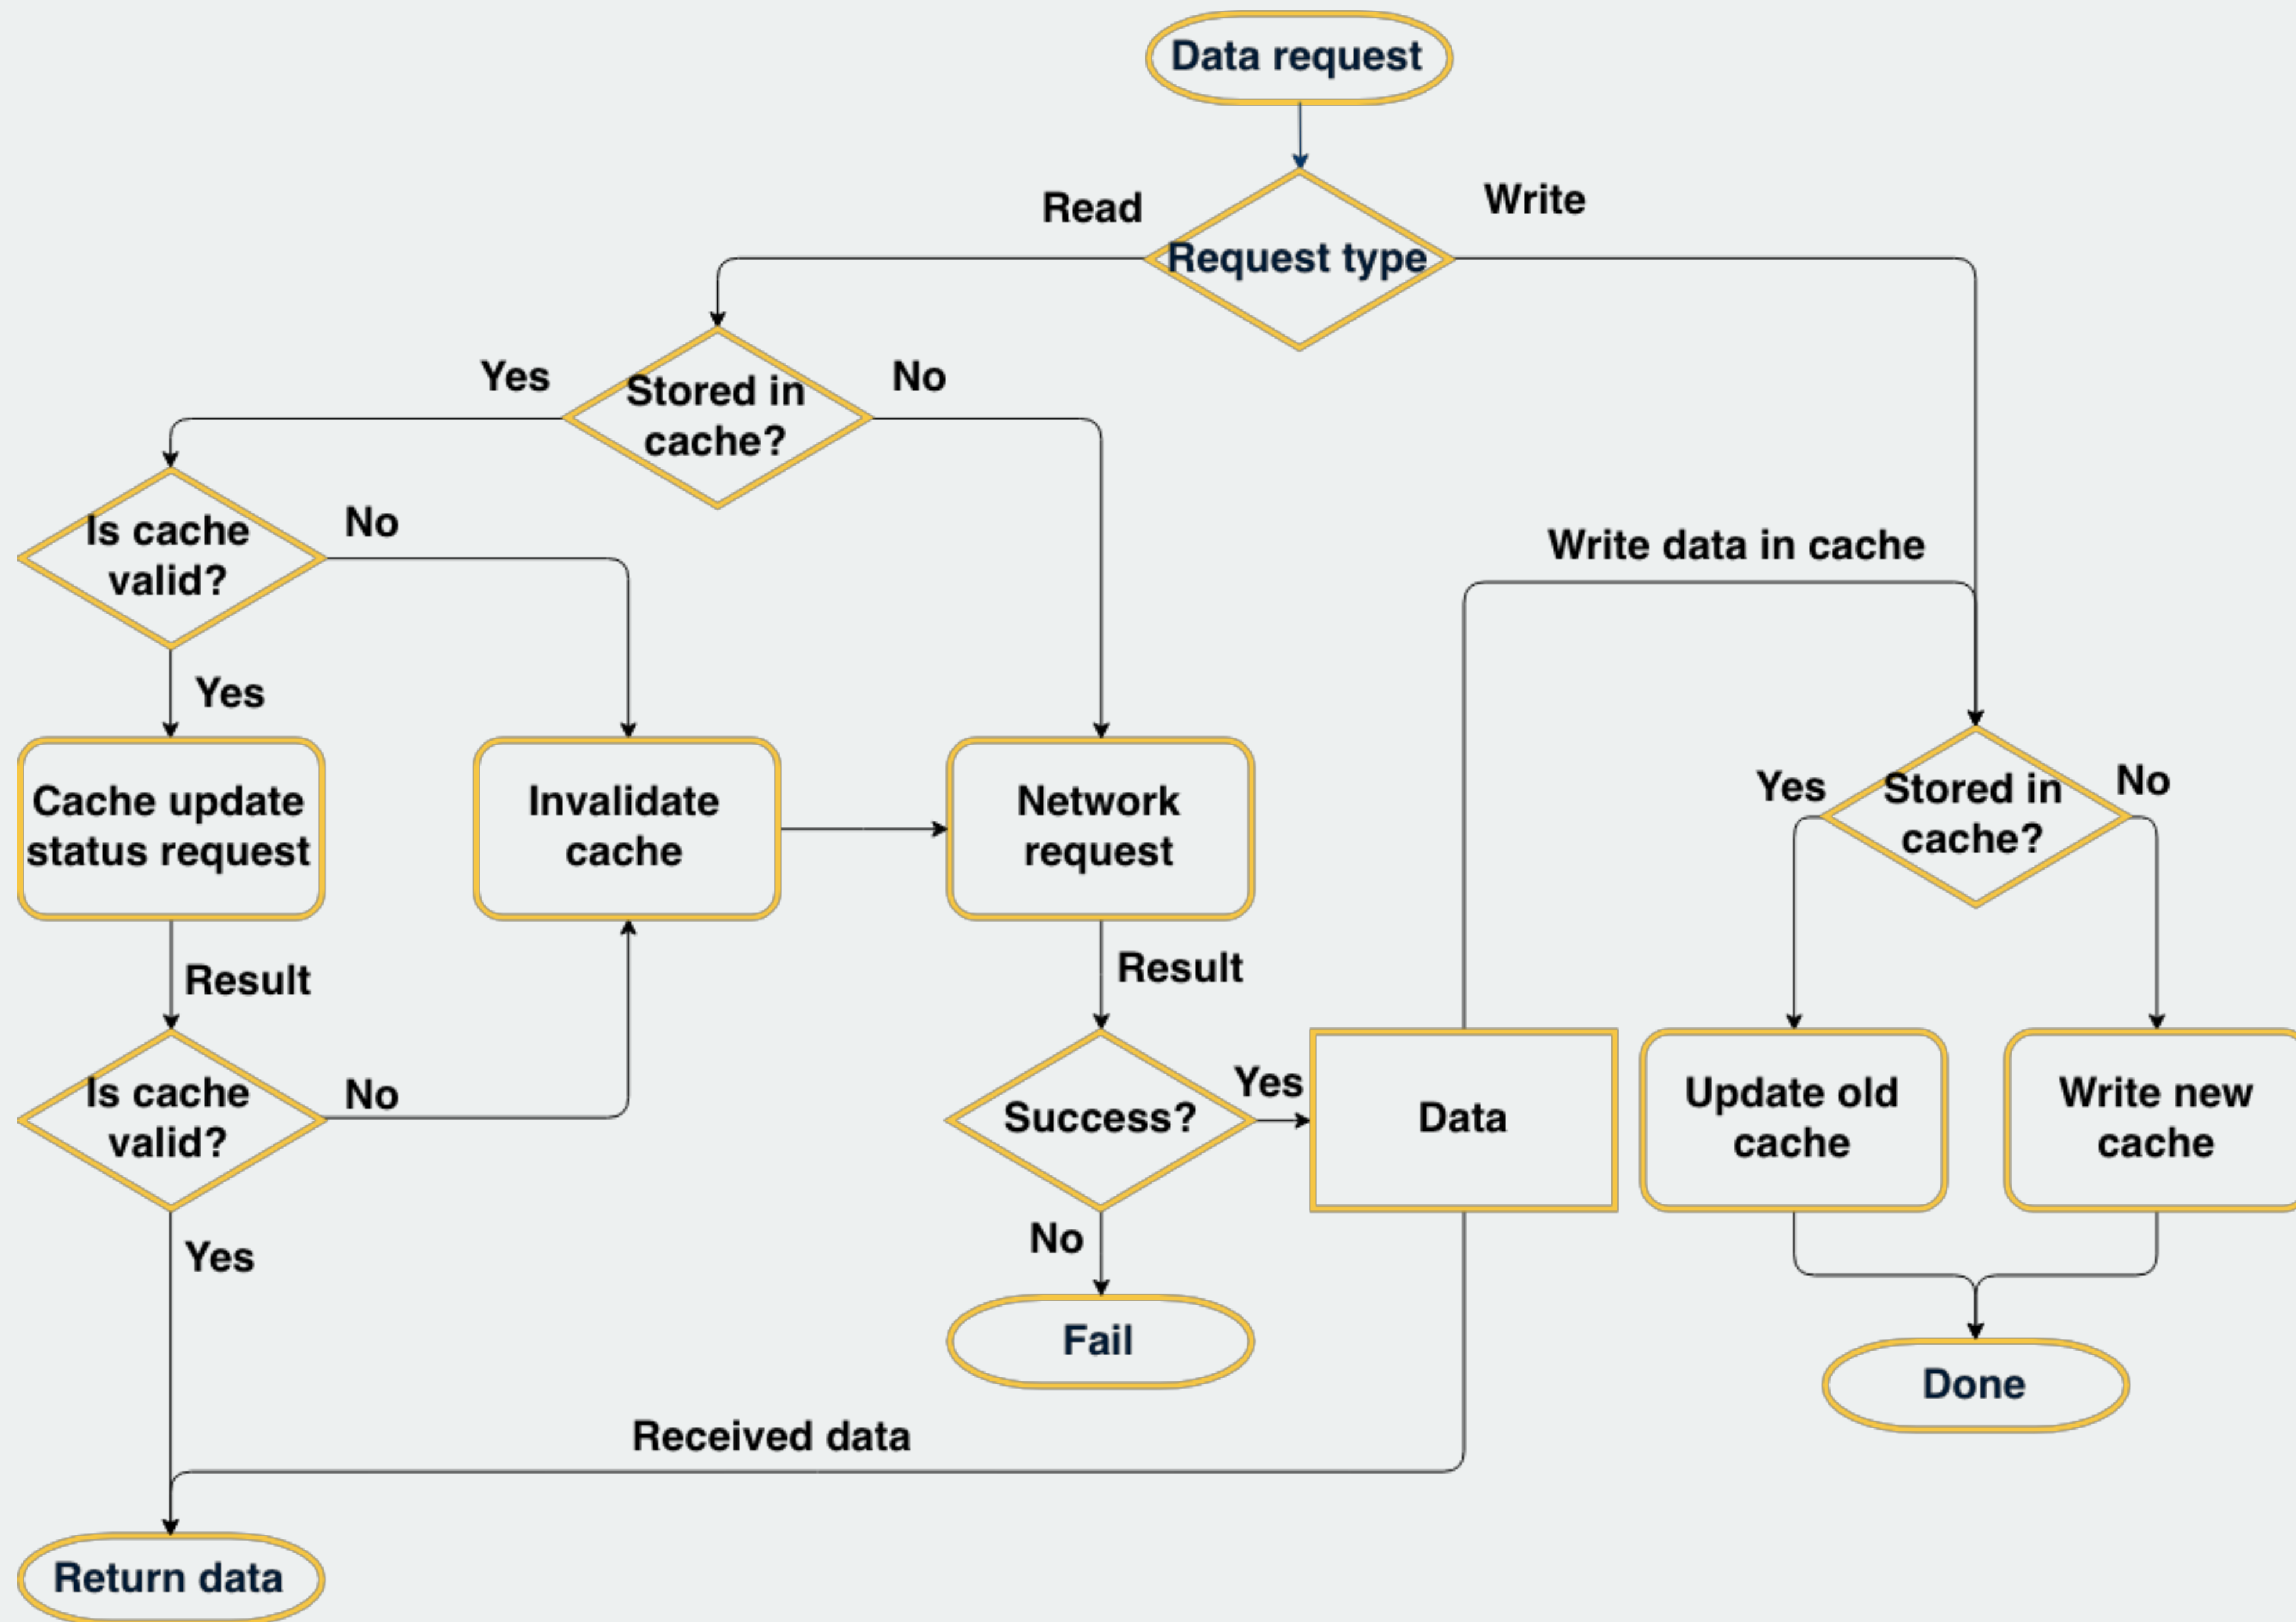 Data request
Read
Write
Request type
Yes
Stored in
cache?
No
Is cache
valid?
No
Write data in cache
Yes
Cache update
status request
Invalidate
cache
Network
request
Yes
Stored in
cache?
No
Result
Result
Is cache
valid?
No
Success?
Yes
Data
Update old
cache
Write new
cache
Yes
No
Fail
Done
Received data
Return data